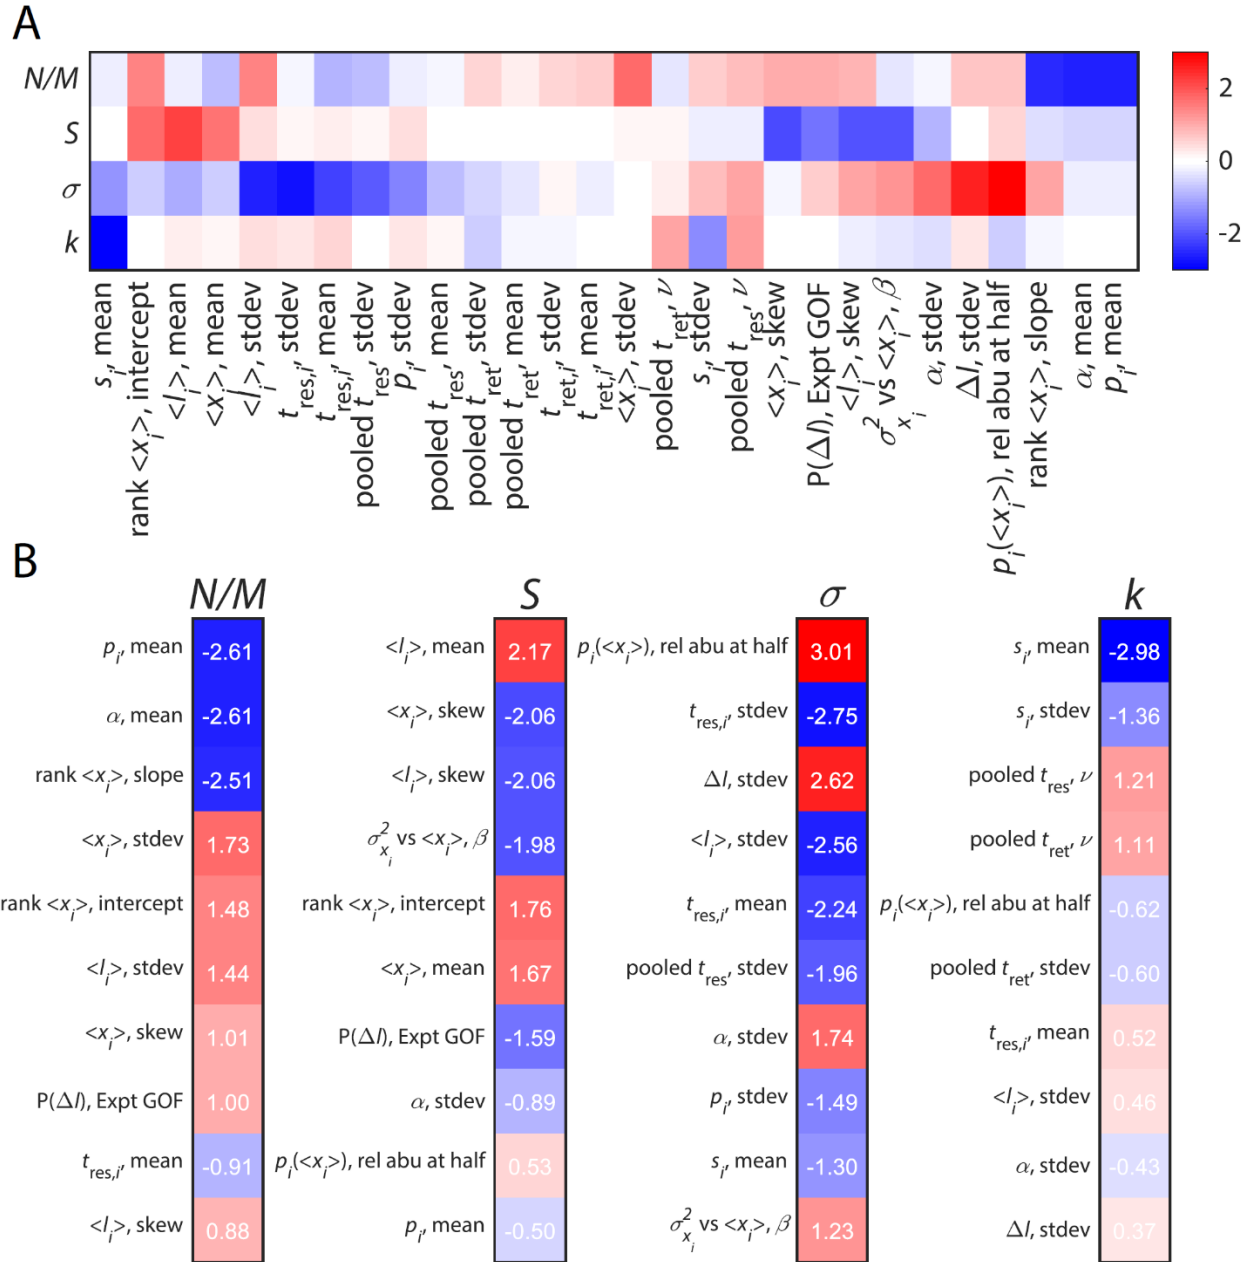 A
N/M
S
σ
k
2
0
-2
s_i, mean
rank <x_i>, intercept
<l_i>, mean
<x_i>, mean
<l_i>, stdev
t_res,i, stdev
t_res,i, mean
pooled t_res, stdev
p_i, stdev
pooled t_res, mean
pooled t_ret, stdev
pooled t_ret, mean
t_ret,i, stdev
t_ret,i, mean
<x_i>, stdev
pooled t_ret, ν
s_i, stdev
pooled t_res, ν
<x_i>, skew
P(Δl), Expt GOF
<l_i>, skew
σ²_x_i vs <x_i>, β
α, stdev
Δl, stdev
p_i(<x_i>), rel abu at half
rank <x_i>, slope
α, mean
p_i, mean
B
N/M
p_i, mean -2.61
α, mean -2.61
rank <x_i>, slope -2.51
<x_i>, stdev 1.73
rank <x_i>, intercept 1.48
<l_i>, stdev 1.44
<x_i>, skew 1.01
P(Δl), Expt GOF 1.00
t_res,i, mean -0.91
<l_i>, skew 0.88
S
<l_i>, mean 2.17
<x_i>, skew -2.06
<l_i>, skew -2.06
σ²_x_i vs <x_i>, β -1.98
rank <x_i>, intercept 1.76
<x_i>, mean 1.67
P(Δl), Expt GOF -1.59
α, stdev -0.89
p_i(<x_i>), rel abu at half 0.53
p_i, mean -0.50
σ
p_i(<x_i>), rel abu at half 3.01
t_res,i, stdev -2.75
Δl, stdev 2.62
<l_i>, stdev -2.56
t_res,i, mean -2.24
pooled t_res, stdev -1.96
α, stdev 1.74
p_i, stdev -1.49
s_i, mean -1.30
σ²_x_i vs <x_i>, β 1.23
k
s_i, mean -2.98
s_i, stdev -1.36
pooled t_res, ν 1.21
pooled t_ret, ν 1.11
p_i(<x_i>), rel abu at half -0.62
pooled t_ret, stdev -0.60
t_res,i, mean 0.52
<l_i>, stdev 0.46
α, stdev -0.43
Δl, stdev 0.37